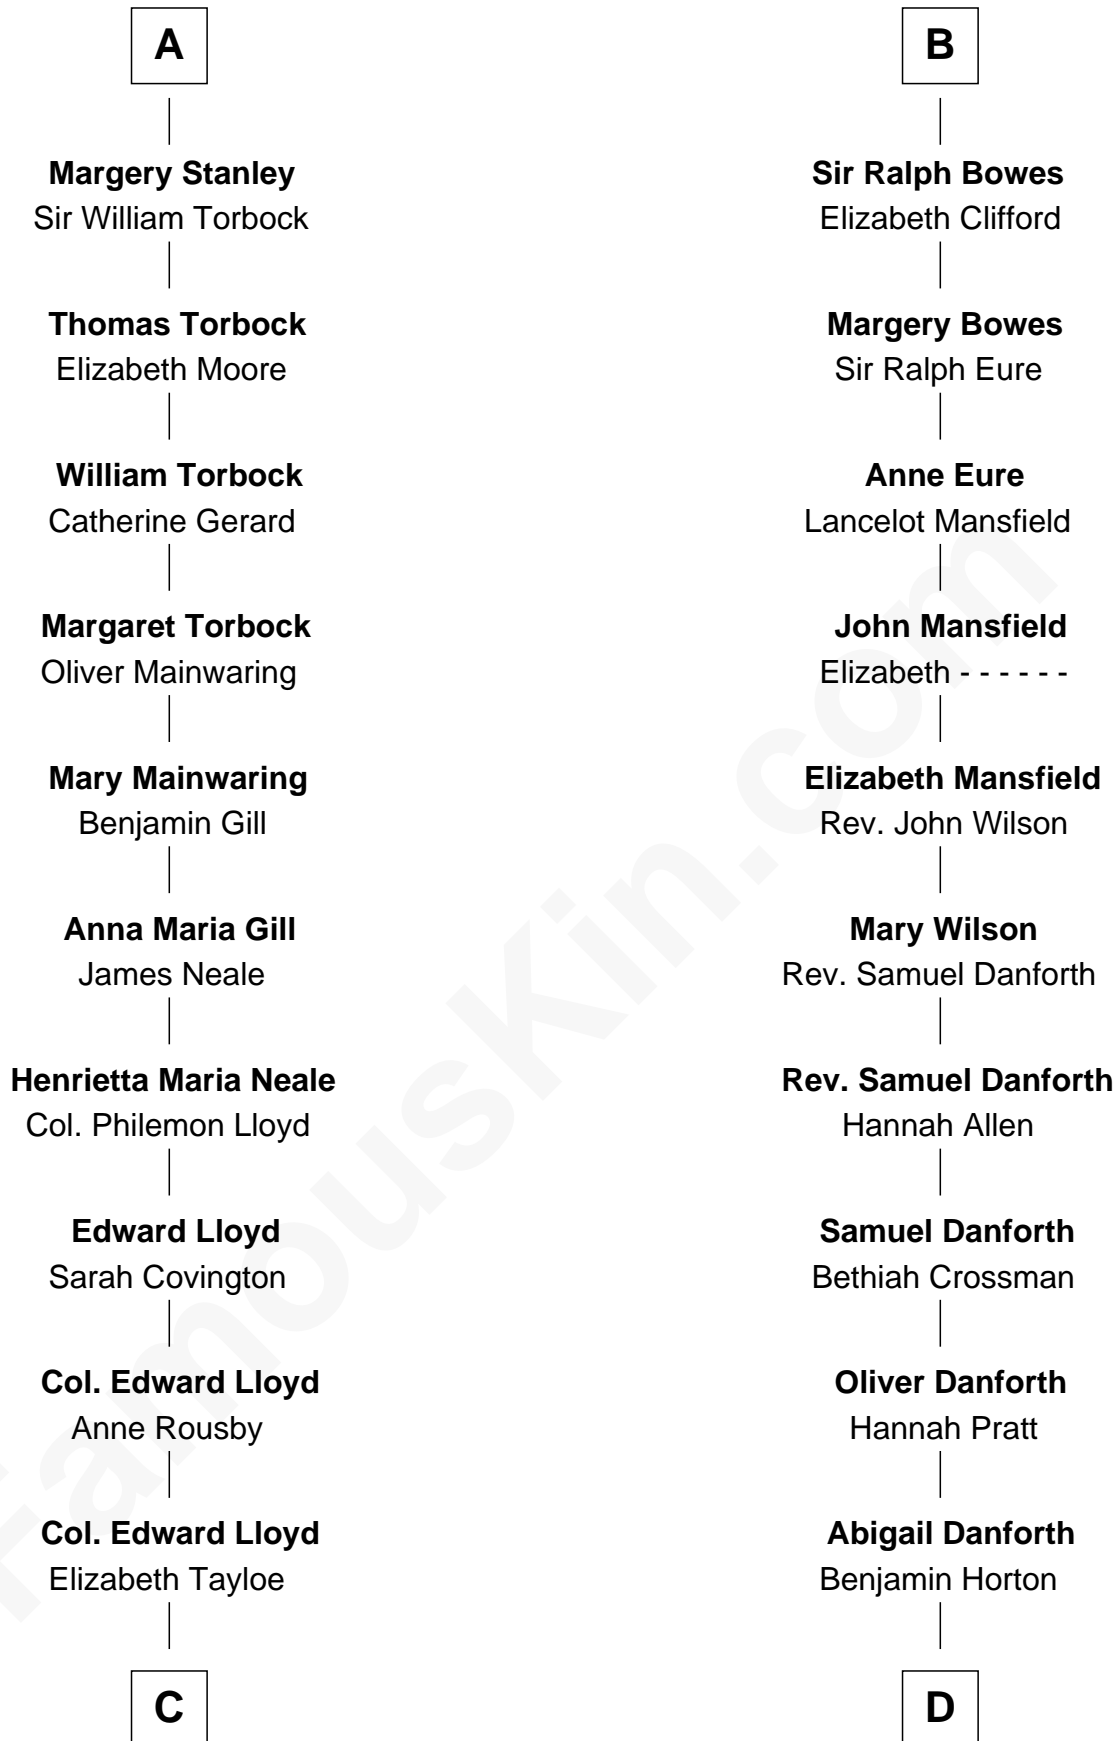 A
Margery Stanley
Sir William Torbock
Thomas Torbock
Elizabeth Moore
William Torbock
Catherine Gerard
Margaret Torbock
Oliver Mainwaring
Mary Mainwaring
Benjamin Gill
Anna Maria Gill
James Neale
Henrietta Maria Neale
Col. Philemon Lloyd
Edward Lloyd
Sarah Covington
Col. Edward Lloyd
Anne Rousby
Col. Edward Lloyd
Elizabeth Tayloe
C
B
Sir Ralph Bowes
Elizabeth Clifford
Margery Bowes
Sir Ralph Eure
Anne Eure
Lancelot Mansfield
John Mansfield
Elizabeth - - - - - -
Elizabeth Mansfield
Rev. John Wilson
Mary Wilson
Rev. Samuel Danforth
Rev. Samuel Danforth
Hannah Allen
Samuel Danforth
Bethiah Crossman
Oliver Danforth
Hannah Pratt
Abigail Danforth
Benjamin Horton
D
FamousKin.com